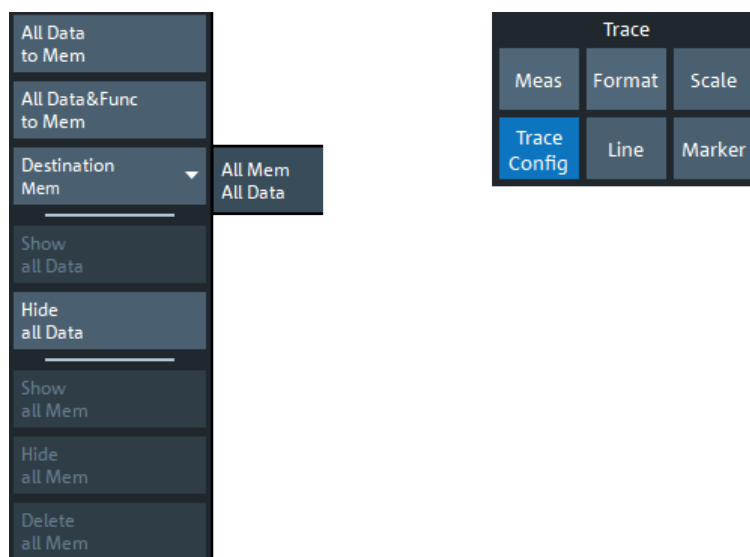 All Data
to Mem
All Data&Func
to Mem
Destination
Mem
All Mem
All Data
Show
all Data
Hide
all Data
Show
all Mem
Hide
all Mem
Delete
all Mem
Trace
Meas
Format
Scale
Trace
Config
Line
Marker